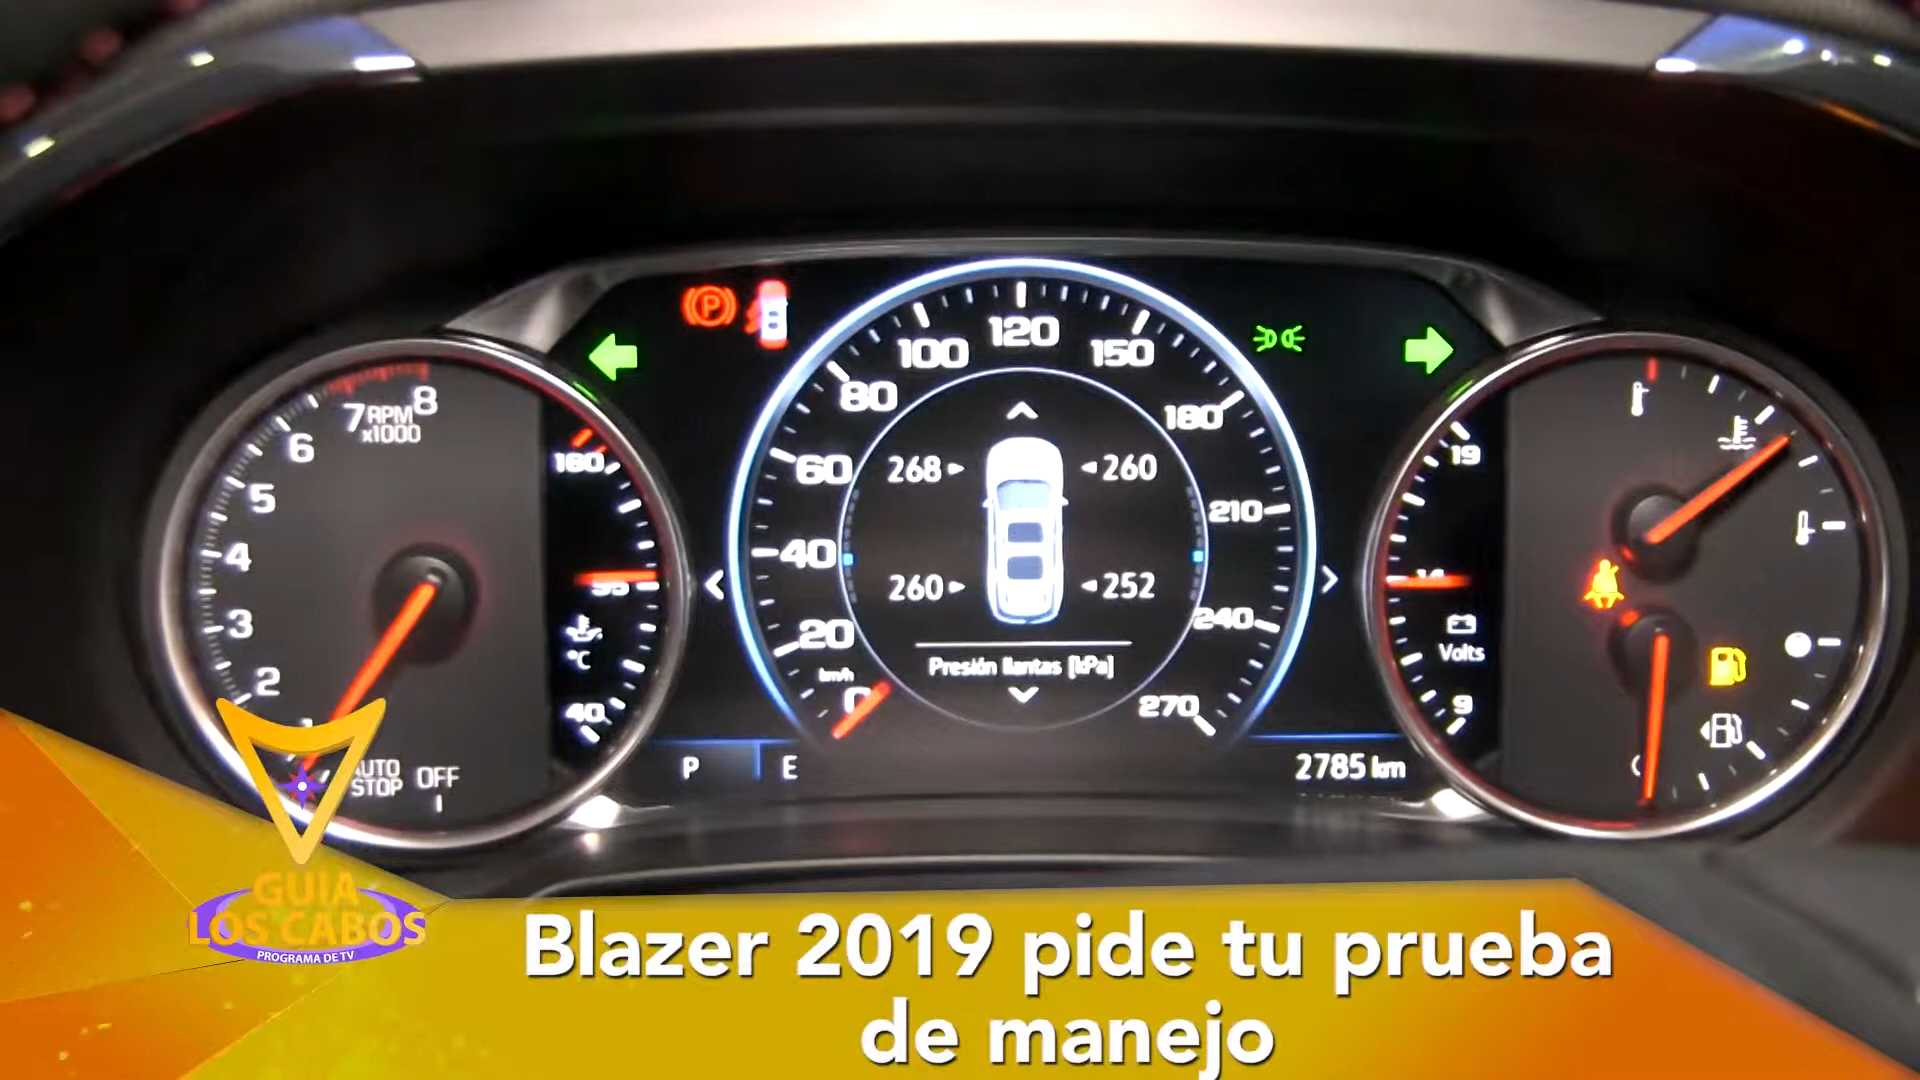 7 RPM 8
x1000
6
5
4
3
2
1
AUTO
STOP
OFF
160
°C
40
P
100
120
150
80
180
60
210
40
240
20
km/h
0
270
268
260
260
252
Presión llantas [kPa]
P
E
2785 km
19
Volts
9
GUIA
LOS CABOS
PROGRAMA DE TV
Blazer 2019 pide tu prueba
de manejo